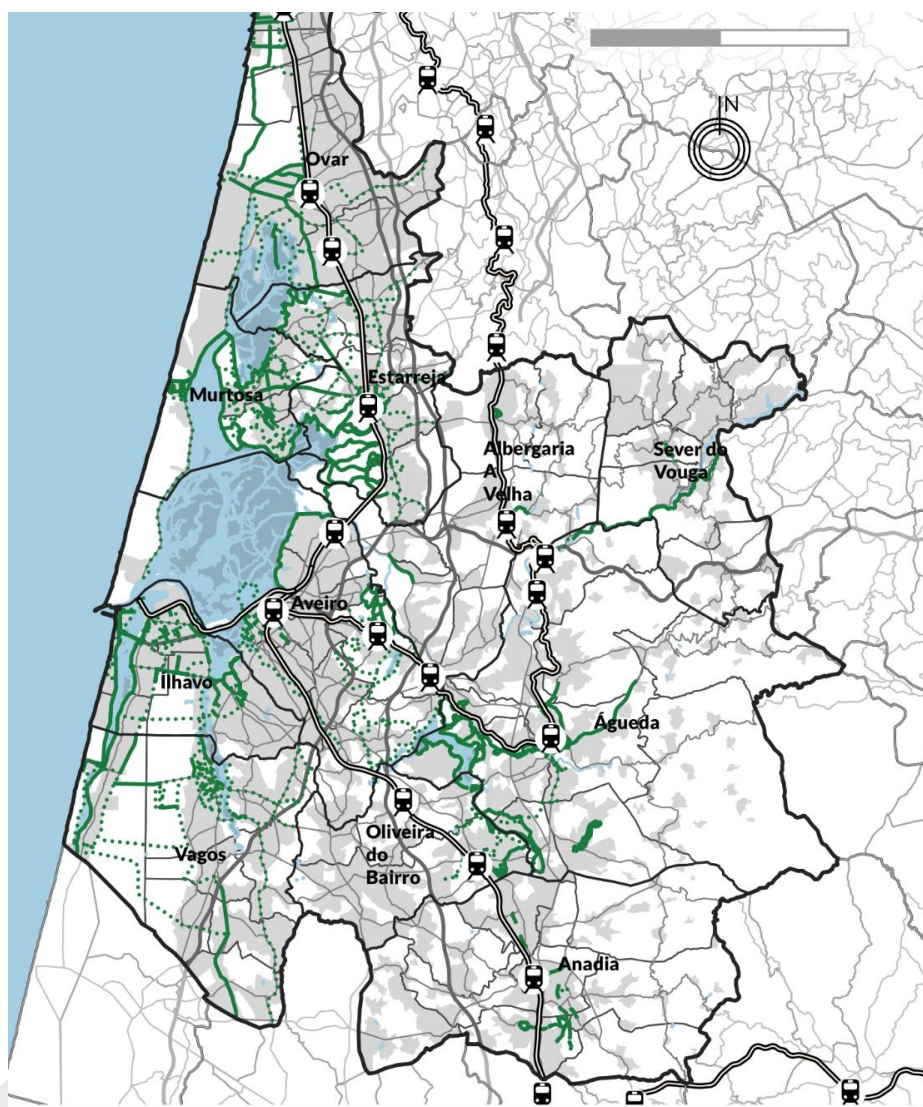 N
Ovar
Estarreja
Murtosa
Albergaria
A
Velha
Sever do
Vouga
Aveiro
Ílhavo
Águeda
Oliveira
do
Bairro
Vagos
Anadia